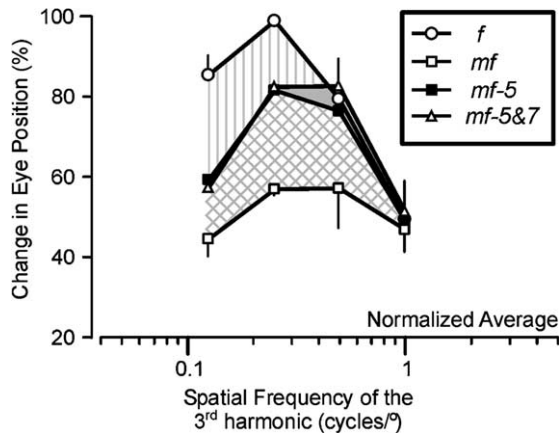 100
80
60
40
20
Change in Eye Position (%)
f
mf
mf-5
mf-5&7
Normalized Average
0.1
1
Spatial Frequency of the
3rd harmonic (cycles/º)